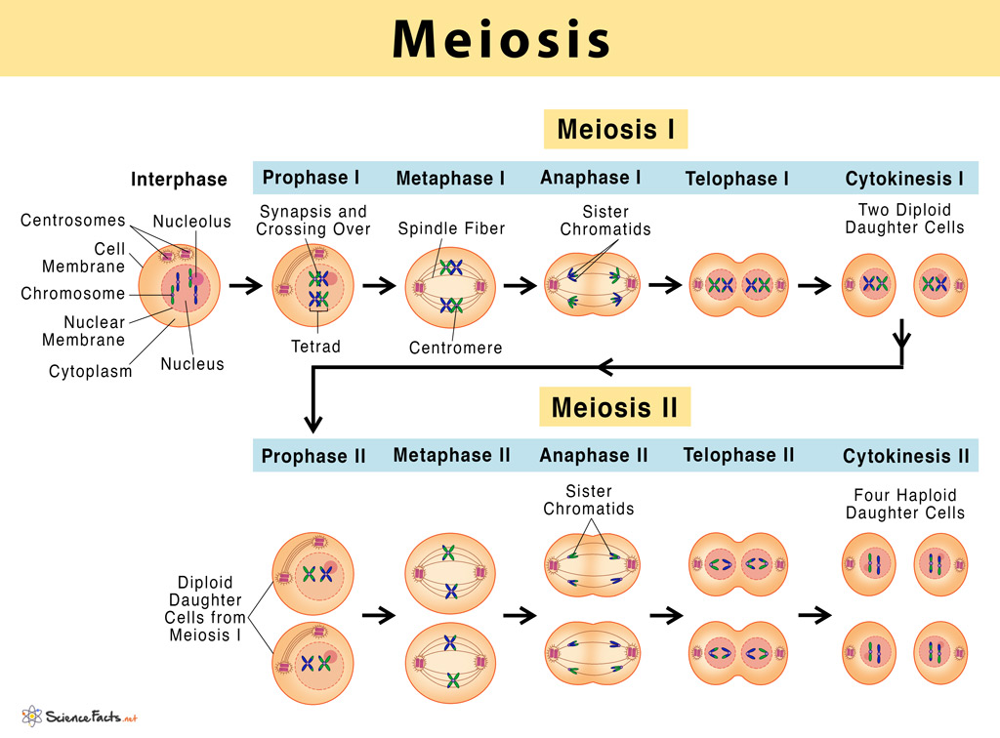 Meiosis
Meiosis I
Interphase
Prophase I
Metaphase I
Anaphase I
Telophase I
Cytokinesis I
Centrosomes
Nucleolus
Cell
Membrane
Chromosome
Nuclear
Membrane
Cytoplasm
Nucleus
Synapsis and
Crossing Over
Tetrad
Spindle Fiber
Centromere
Sister
Chromatids
Two Diploid
Daughter Cells
Meiosis II
Prophase II
Metaphase II
Anaphase II
Telophase II
Cytokinesis II
Diploid
Daughter
Cells from
Meiosis I
Sister
Chromatids
Four Haploid
Daughter Cells
ScienceFacts.net